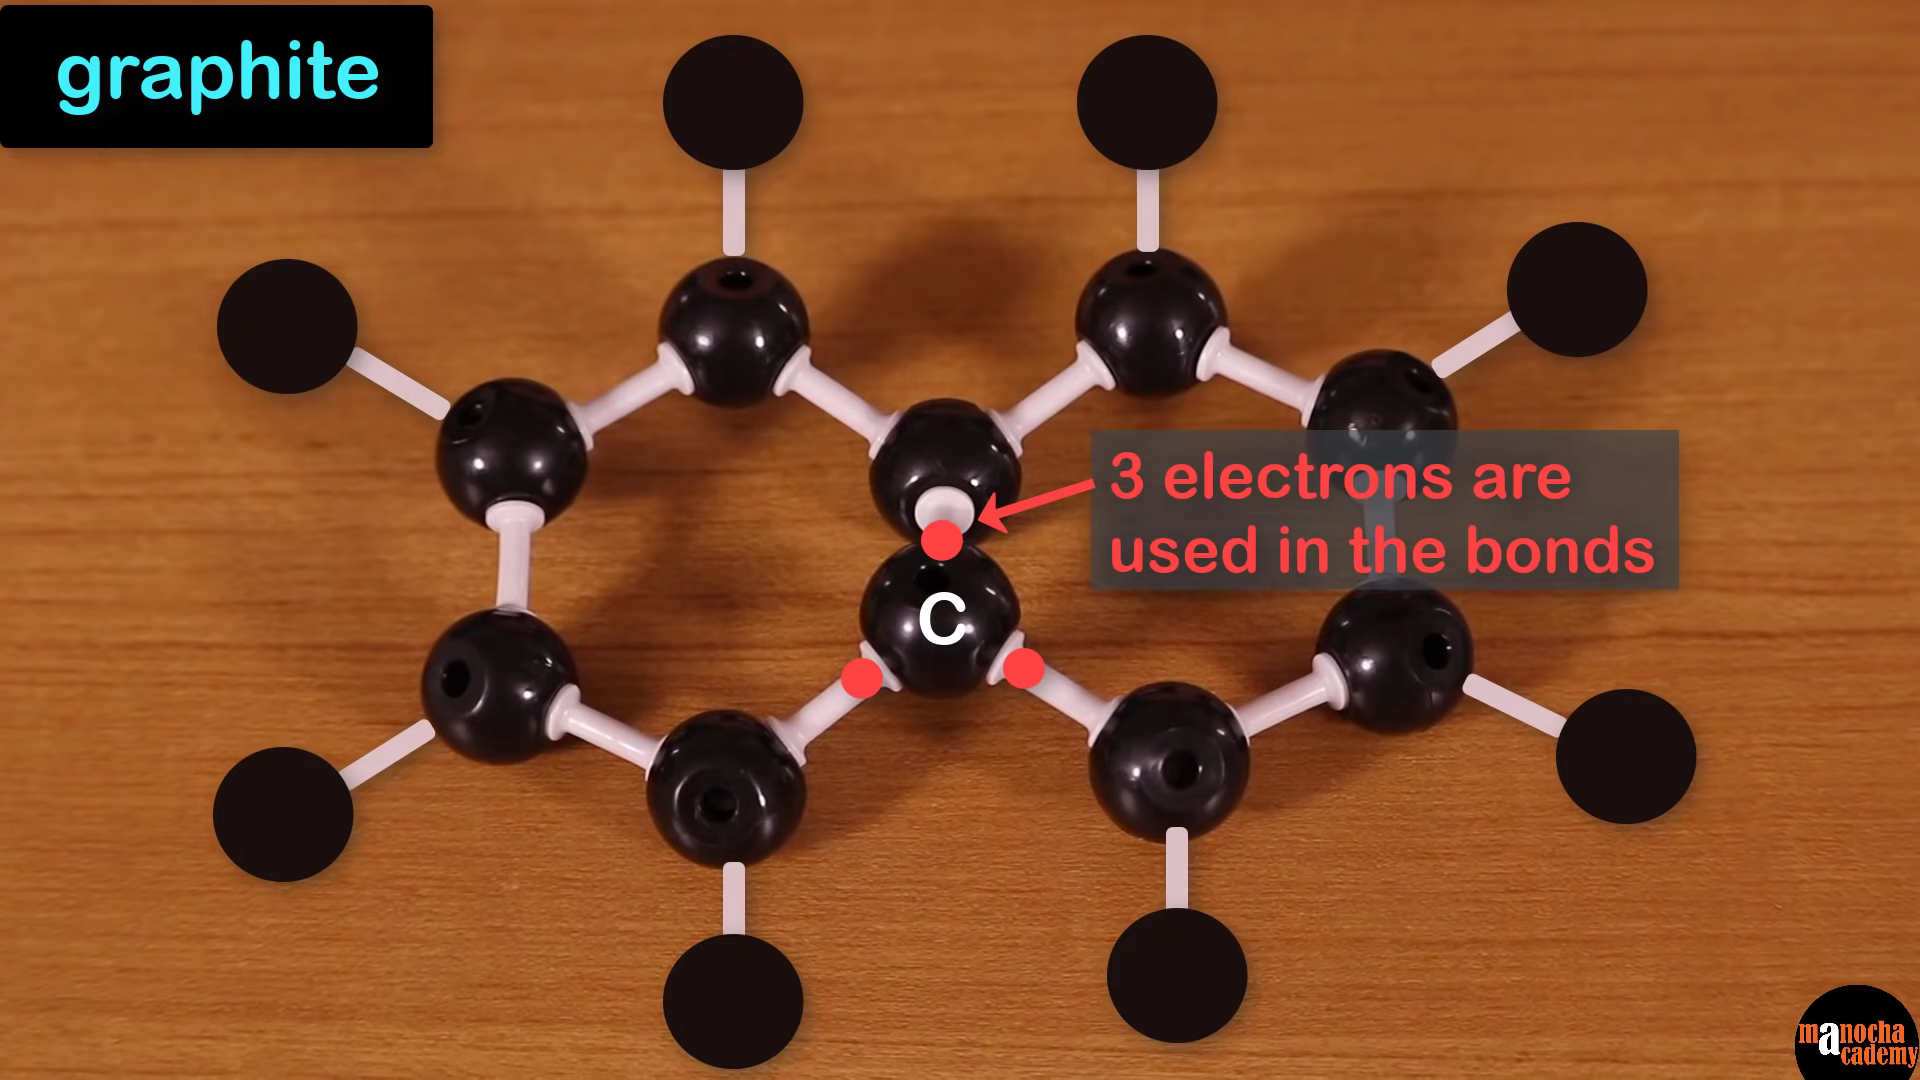 graphite
3 electrons are
used in the bonds
C
manocha
academy